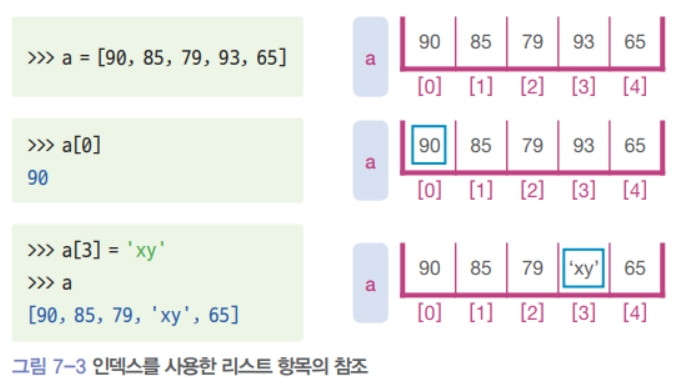 >>> a = [90, 85, 79, 93, 65]
a
90 85 79 93 65
[0] [1] [2] [3] [4]
>>> a[0]
90
a
90 85 79 93 65
[0] [1] [2] [3] [4]
>>> a[3] = 'xy'
>>> a
[90, 85, 79, 'xy', 65]
a
90 85 79 ‘xy’ 65
[0] [1] [2] [3] [4]
그림 7-3 인덱스를 사용한 리스트 항목의 참조